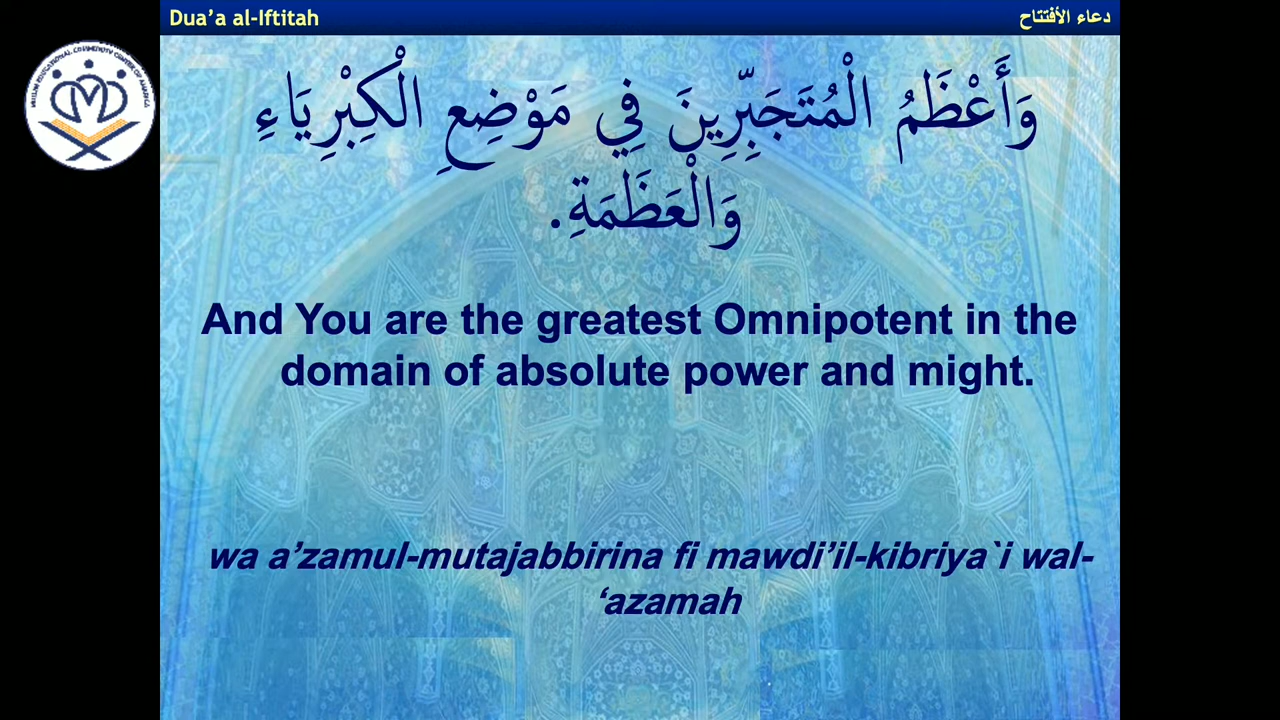 Dua’a al-Iftitah
دعاء الأفتتاح
وَأَعْظَمُ الْمُتَجَبِّرِينَ فِي مَوْضِعِ الْكِبْرِيَاءِ
وَالْعَظَمَةِ.
And You are the greatest Omnipotent in the
domain of absolute power and might.
wa a’zamul-mutajabbirina fi mawdi’il-kibriya`i wal-
‘azamah